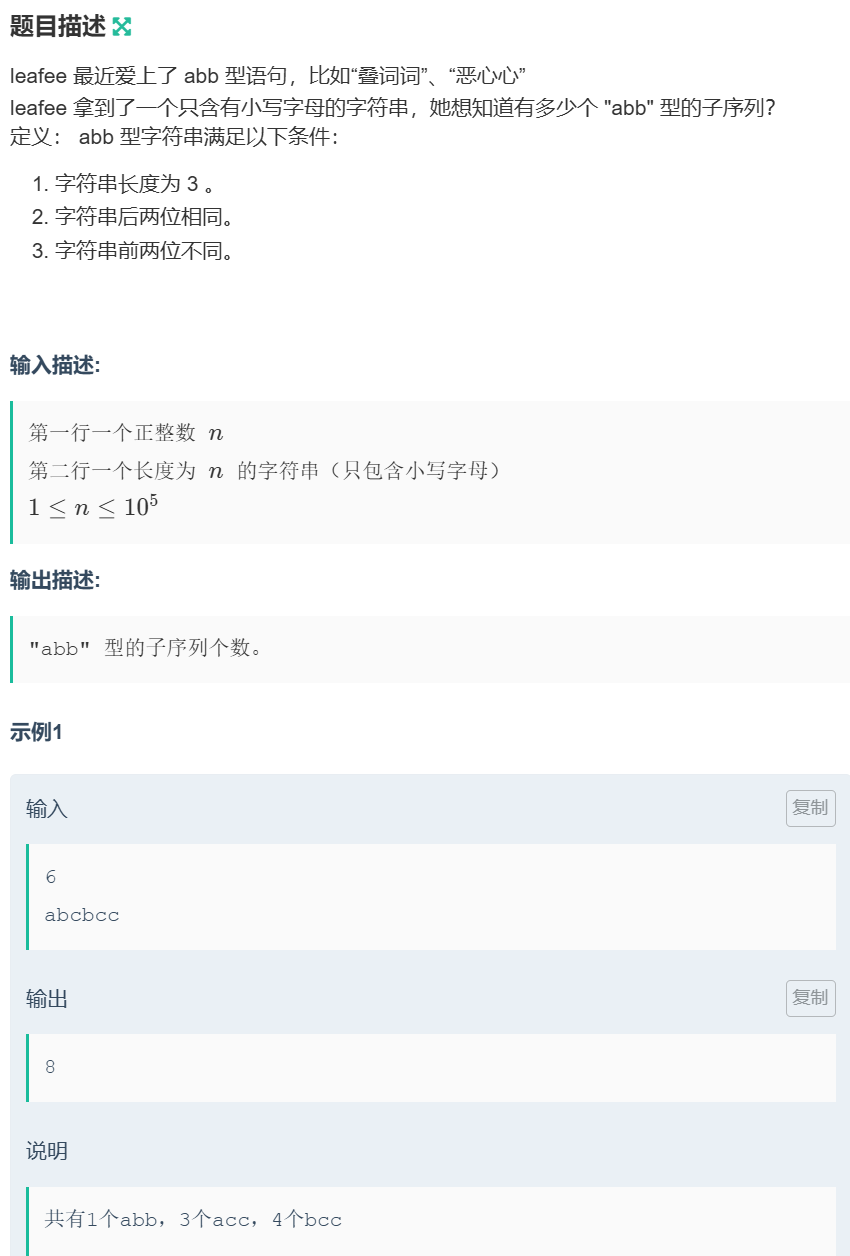 题目描述
leafee 最近爱上了 abb 型语句，比如“叠词词”、“恶心心”
leafee 拿到了一个只含有小写字母的字符串，她想知道有多少个 "abb" 型的子序列？
定义： abb 型字符串满足以下条件：
1. 字符串长度为 3 。
2. 字符串后两位相同。
3. 字符串前两位不同。
输入描述:
第一行一个正整数 n
第二行一个长度为 n 的字符串（只包含小写字母）
1 ≤ n ≤ 10⁵
输出描述:
"abb" 型的子序列个数。
示例1
输入
复制
6
abcbcc
输出
复制
8
说明
共有1个abb，3个acc，4个bcc